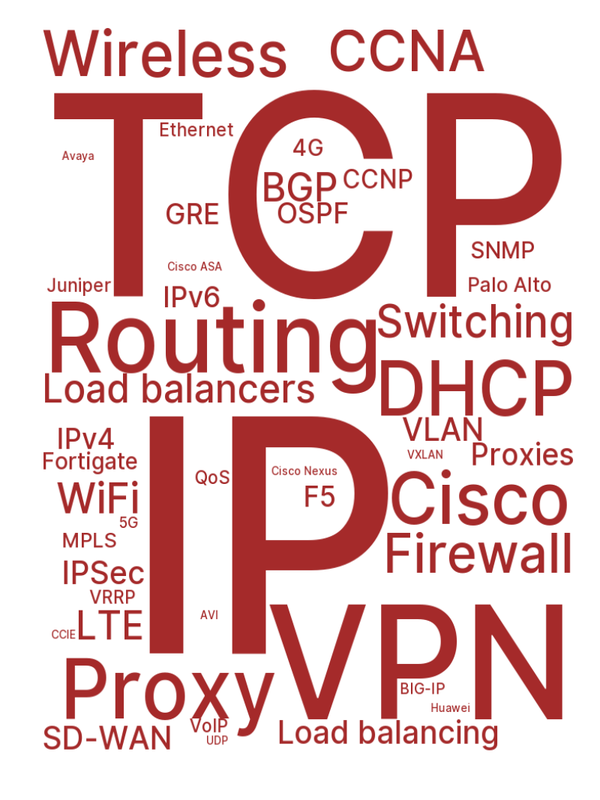 Wireless
CCNA
TCP
Ethernet
4G
Avaya
BGP
CCNP
GRE
OSPF
SNMP
Cisco ASA
Juniper
IPv6
Palo Alto
Routing
Switching
Load balancers
DHCP
IP
VLAN
IPv4
VXLAN
Proxies
Fortigate
QoS
Cisco Nexus
WiFi
F5
Cisco
5G
MPLS
Firewall
IPSec
VRRP
AVI
LTE
CCIE
VPN
Proxy
BIG-IP
Huawei
VoIP
SD-WAN
UDP
Load balancing